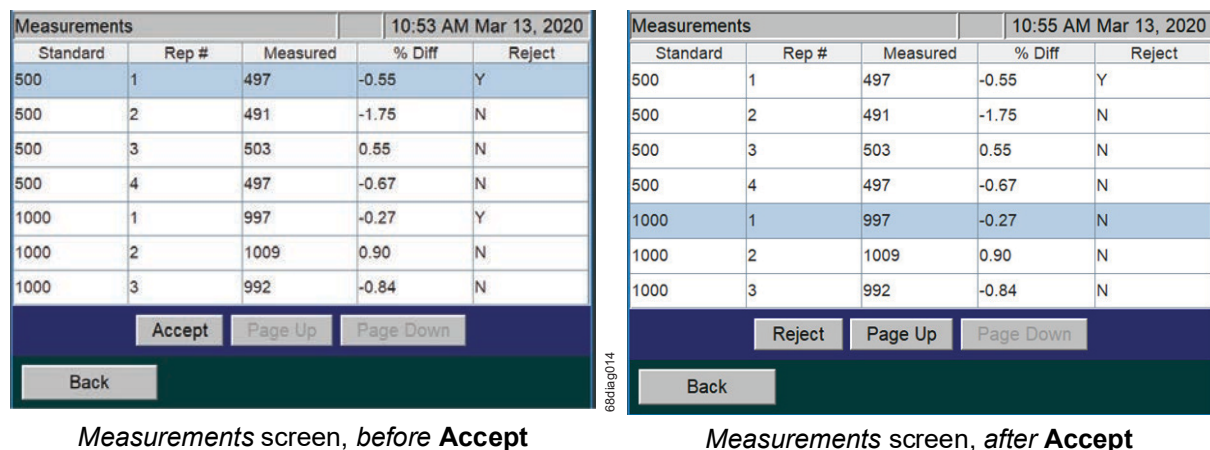 Measurements 10:53 AM Mar 13, 2020
Standard Rep # Measured % Diff Reject
500 1 497 -0.55 Y
500 2 491 -1.75 N
500 3 503 0.55 N
500 4 497 -0.67 N
1000 1 997 -0.27 Y
1000 2 1009 0.90 N
1000 3 992 -0.84 N
Accept Page Up Page Down
Back
68diag014
Measurements screen, before Accept
Measurements 10:55 AM Mar 13, 2020
Standard Rep # Measured % Diff Reject
500 1 497 -0.55 Y
500 2 491 -1.75 N
500 3 503 0.55 N
500 4 497 -0.67 N
1000 1 997 -0.27 N
1000 2 1009 0.90 N
1000 3 992 -0.84 N
Reject Page Up Page Down
Back
Measurements screen, after Accept